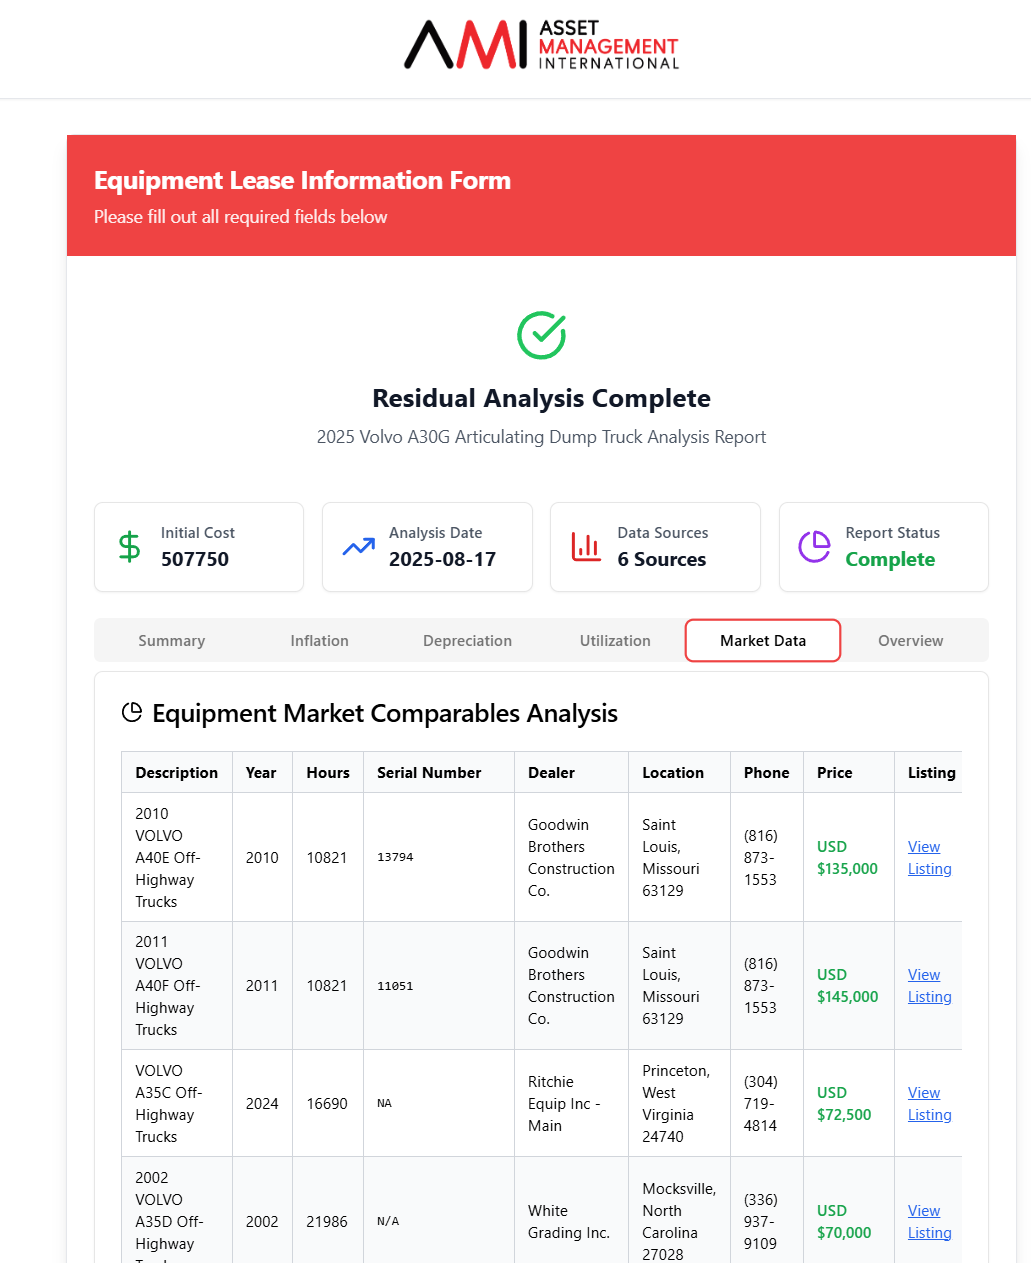 AMI ASSET
MANAGEMENT
INTERNATIONAL
Equipment Lease Information Form
Please fill out all required fields below
Residual Analysis Complete
2025 Volvo A30G Articulating Dump Truck Analysis Report
Initial Cost
507750
Analysis Date
2025-08-17
Data Sources
6 Sources
Report Status
Complete
Summary Inflation Depreciation Utilization Market Data Overview
Equipment Market Comparables Analysis
Description Year Hours Serial Number Dealer Location Phone Price Listing
2010
VOLVO
A40E Off-
Highway
Trucks
2010
10821
13794
Goodwin
Brothers
Construction
Co.
Saint
Louis,
Missouri
63129
(816)
873-
1553
USD
$135,000
View
Listing
2011
VOLVO
A40F Off-
Highway
Trucks
2011
10821
11051
Goodwin
Brothers
Construction
Co.
Saint
Louis,
Missouri
63129
(816)
873-
1553
USD
$145,000
View
Listing
VOLVO
A35C Off-
Highway
Trucks
2024
16690
NA
Ritchie
Equip Inc -
Main
Princeton,
West
Virginia
24740
(304)
719-
4814
USD
$72,500
View
Listing
2002
VOLVO
A35D Off-
Highway
2002
21986
N/A
White
Grading Inc.
Mocksville,
North
Carolina
27028
(336)
937-
9109
USD
$70,000
View
Listing